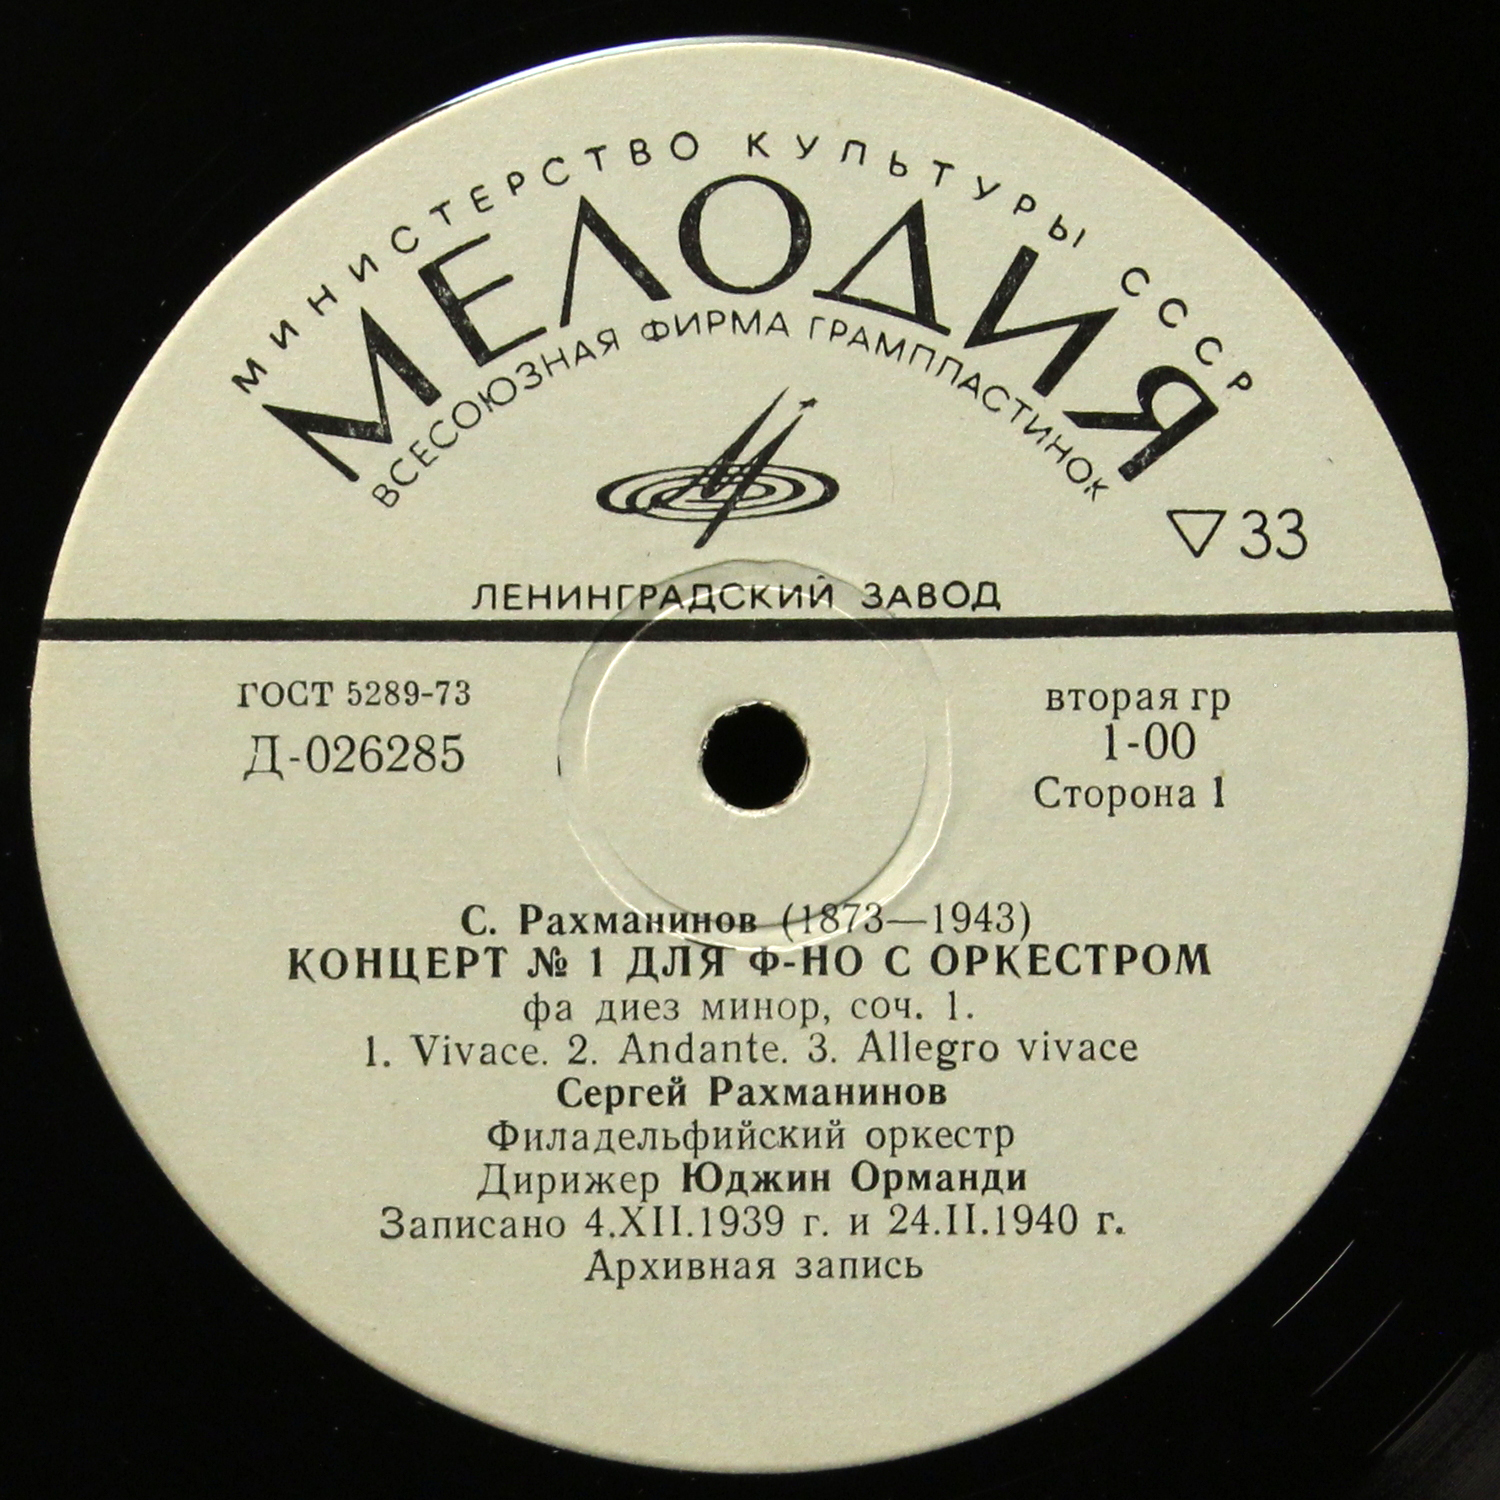 МИНИСТЕРСТВО КУЛЬТУРЫ СССР
МЕЛОДИЯ
ВСЕСОЮЗНАЯ ФИРМА ГРАМПЛАСТИНОК
▽33
ЛЕНИНГРАДСКИЙ ЗАВОД
ГОСТ 5289-73
Д-026285
вторая гр
1-00
Сторона 1
С. Рахманинов (1873—1943)
КОНЦЕРТ № 1 ДЛЯ Ф-НО С ОРКЕСТРОМ
фа диез минор, соч. 1.
1. Vivace. 2. Andante. 3. Allegro vivace
Сергей Рахманинов
Филадельфийский оркестр
Дирижер Юджин Орманди
Записано 4.XII.1939 г. и 24.II.1940 г.
Архивная запись